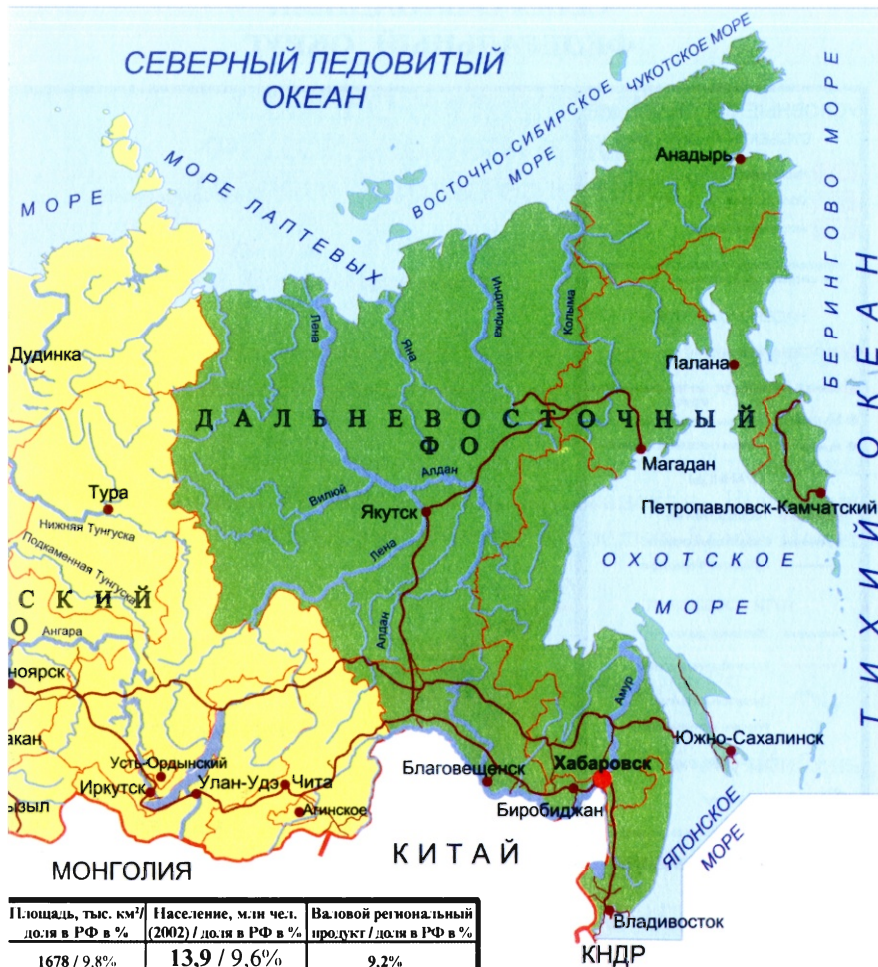 СЕВЕРНЫЙ ЛЕДОВИТЫЙ
ОКЕАН
ЧУКОТСКОЕ МОРЕ
ВОСТОЧНО-СИБИРСКОЕ
МОРЕ
БЕРИНГОВО МОРЕ
МОРЕ ЛАПТЕВЫХ
МОРЕ
Анадырь
ТИХИЙ ОКЕАН
Лена
Яна
Индигирка
Колыма
Дудинка
Палана
ДАЛЬНЕВОСТОЧНЫЙ
ФО
Магадан
Алдан
Вилюй
Якутск
Тура
Петропавловск-Камчатский
Нижняя Тунгуска
Подкаменная Тунгуска
Лена
ОХОТСКОЕ
МОРЕ
СКИЙ
О
Ангара
Алдан
ноярск
Амур
акан
Южно-Сахалинск
Усть-Ордынский
Хабаровск
Благовещенск
Иркутск
Улан-Удэ
Чита
ызыл
Агинское
Биробиджан
ЯПОНСКОЕ
МОРЕ
КИТАЙ
МОНГОЛИЯ
Владивосток
КНДР
Площадь, тыс. км²/ Население, млн чел. Валовой региональный
доля в РФ в % (2002) / доля в РФ в % продукт / доля в РФ в %
1678 / 9,8% 13,9 / 9,6% 9,2%